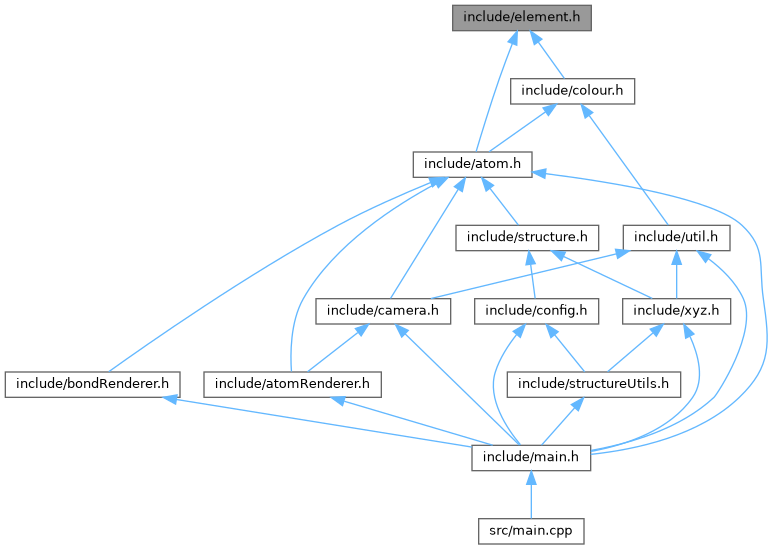 include/element.h
include/colour.h
include/atom.h
include/structure.h
include/util.h
include/camera.h
include/config.h
include/xyz.h
include/bondRenderer.h
include/atomRenderer.h
include/structureUtils.h
include/main.h
src/main.cpp